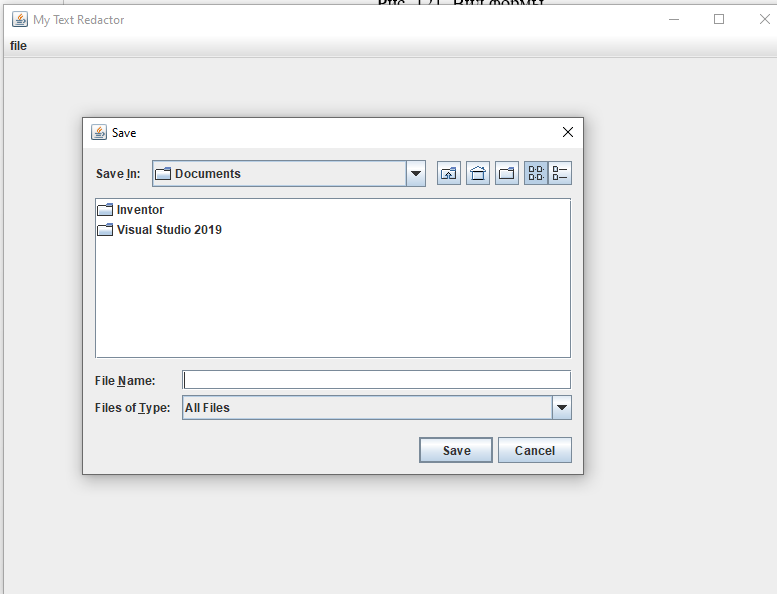 My Text Redactor
file
Save
Save In: Documents
Inventor
Visual Studio 2019
File Name:
Files of Type: All Files
Save Cancel